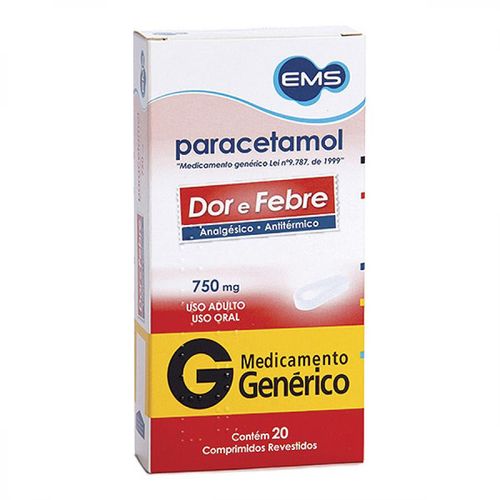 EMS
paracetamol
"Medicamento genérico Lei nº9.787, de 1999"
Dor e Febre
Analgésico • Antitérmico
750 mg
USO ADULTO
USO ORAL
G Medicamento
Genérico
Contém 20
Comprimidos Revestidos